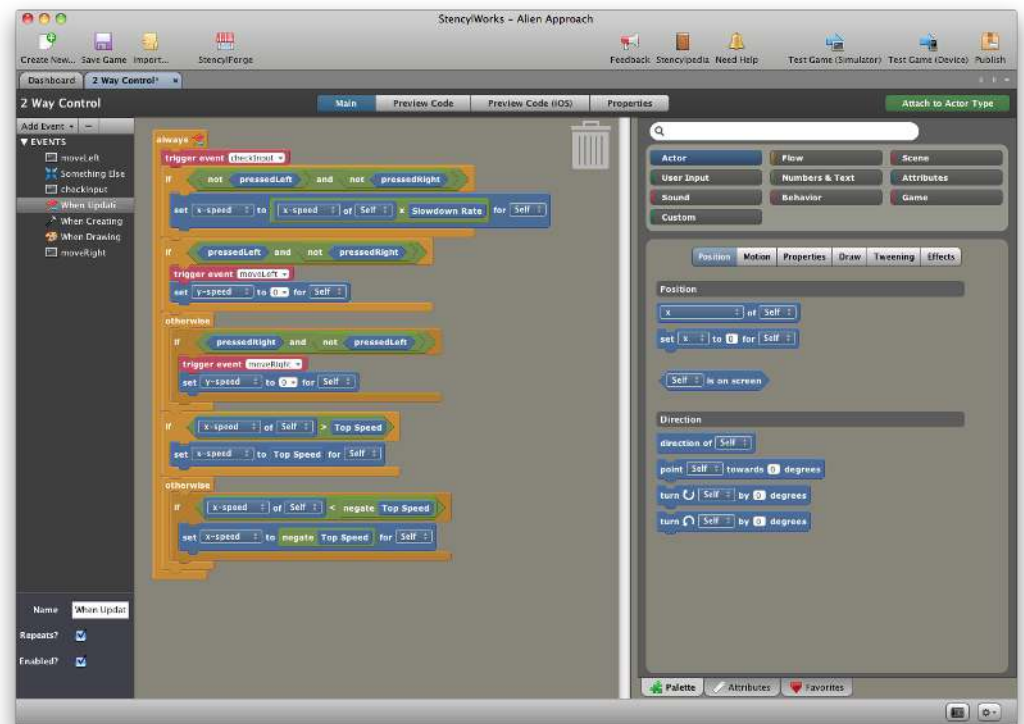 StencylWorks - Alien Approach
Create New... Save Game Import... StencylForge Feedback Stencylpedia Need Help Test Game (Simulator) Test Game (Device) Publish
Dashboard 2 Way Control*
2 Way Control Main Preview Code Preview Code (iOS) Properties Attach to Actor Type
Add Event
EVENTS
moveLeft
Something Else
checkInput
When Updati
When Creating
When Drawing
moveRight
Name When Updat
Repeats?
Enabled?
always
trigger event checkInput
if not pressedLeft and not pressedRight
set x-speed to x-speed of Self x Slowdown Rate for Self
if pressedLeft and not pressedRight
trigger event moveLeft
set y-speed to 0 for Self
otherwise
if pressedRight and not pressedLeft
trigger event moveRight
set y-speed to 0 for Self
if x-speed of Self > Top Speed
set x-speed to Top Speed for Self
otherwise
if x-speed of Self < negate Top Speed
set x-speed to negate Top Speed for Self
Actor Flow Scene
User Input Numbers & Text Attributes
Sound Behavior Game
Custom
Position Motion Properties Draw Tweening Effects
Position
x of Self
set x to 0 for Self
Self is on screen
Direction
direction of Self
point Self towards 0 degrees
turn Self by 0 degrees
turn Self by 0 degrees
Palette Attributes Favorites